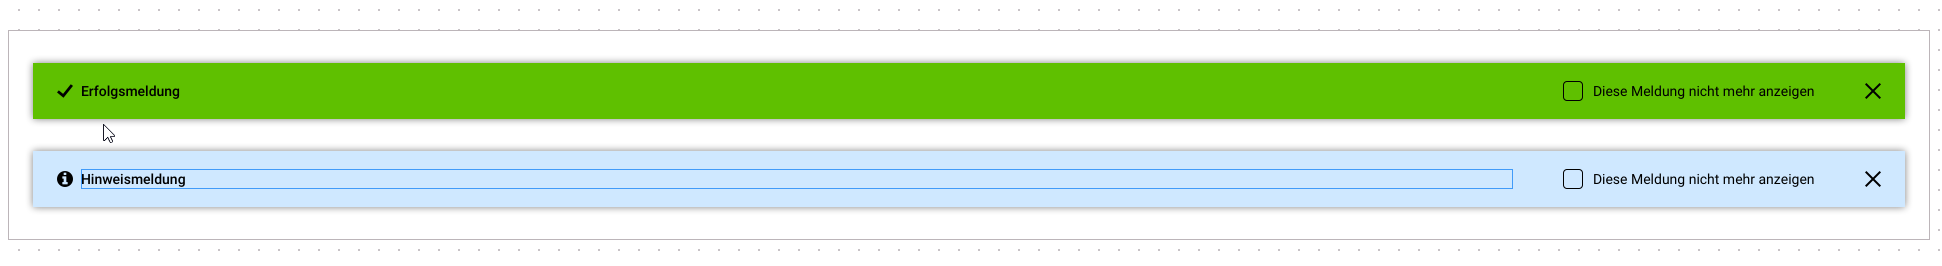 Erfolgsmeldung Diese Meldung nicht mehr anzeigen
Hinweismeldung Diese Meldung nicht mehr anzeigen